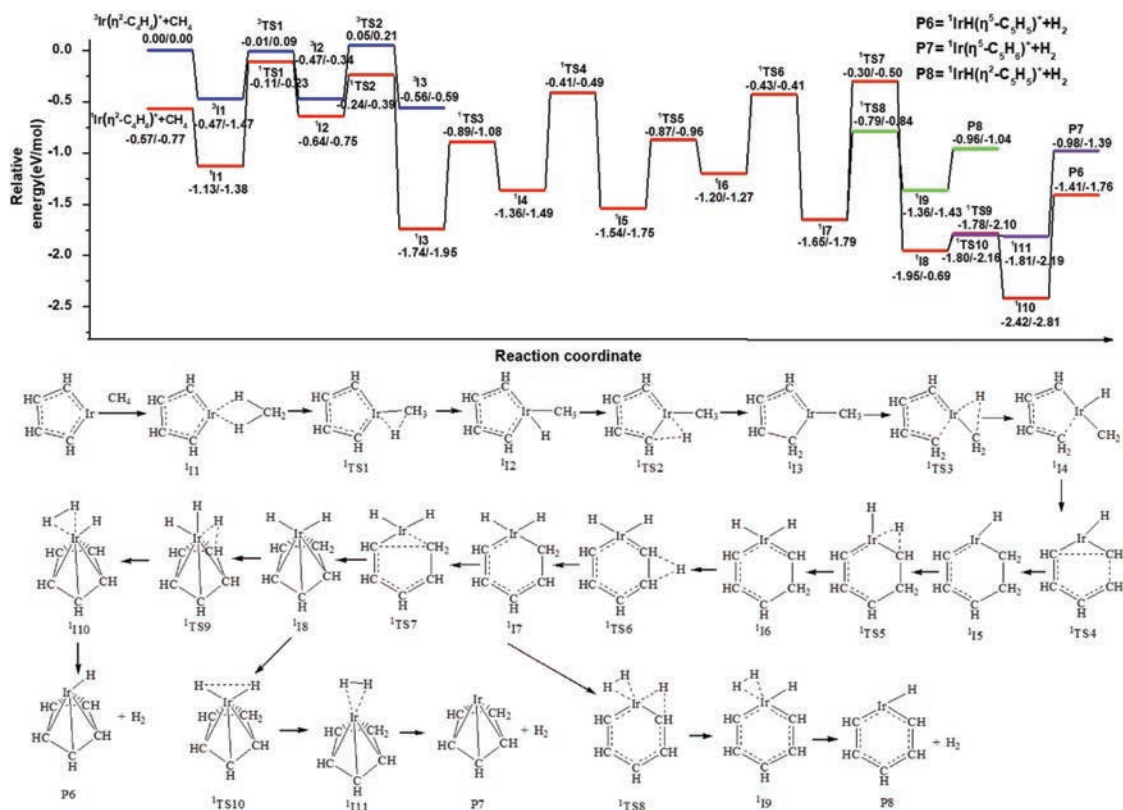 ³Ir(η²-C₄H₄)⁺+CH₄
0.00/0.00
³TS1
-0.01/0.09
³TS2
0.05/0.21
³I1
-0.47/-1.47
³I2
-0.47/-0.34
³I3
-0.56/-0.59
¹Ir(η²-C₄H₄)⁺+CH₄
-0.57/-0.77
¹I1
-1.13/-1.38
¹TS1
-0.11/-0.23
¹I2
-0.64/-0.75
¹TS2
-0.24/-0.39
¹I3
-1.74/-1.95
¹TS3
-0.89/-1.08
¹I4
-1.36/-1.49
¹TS4
-0.41/-0.49
¹I5
-1.54/-1.75
¹TS5
-0.87/-0.96
¹I6
-1.20/-1.27
¹TS6
-0.43/-0.41
¹I7
-1.65/-1.79
¹TS7
-0.30/-0.50
¹TS8
-0.79/-0.84
¹I9
-1.36/-1.43
P8
-0.96/-1.04
¹I8
-1.95/-0.69
¹TS9
-1.78/-2.10
¹TS10
-1.80/-2.16
¹I11
-1.81/-2.19
¹I10
-2.42/-2.81
P7
-0.98/-1.39
P6
-1.41/-1.76
P6= ¹IrH(η⁵-C₅H₅)⁺+H₂
P7= ¹Ir(η⁵-C₅H₆)⁺+H₂
P8= ¹IrH(η²-C₅H₅)⁺+H₂
Relative
energy(eV/mol)
0.0
-0.5
-1.0
-1.5
-2.0
-2.5
Reaction coordinate
CH₄
¹I1
¹TS1
¹I2
¹TS2
¹I3
¹TS3
¹I4
¹I10
¹TS9
¹I8
¹TS7
¹I7
¹TS6
¹I6
¹TS5
¹I5
¹TS4
+ H₂
+ H₂
+ H₂
P6
¹TS10
¹I11
P7
¹TS8
¹I9
P8